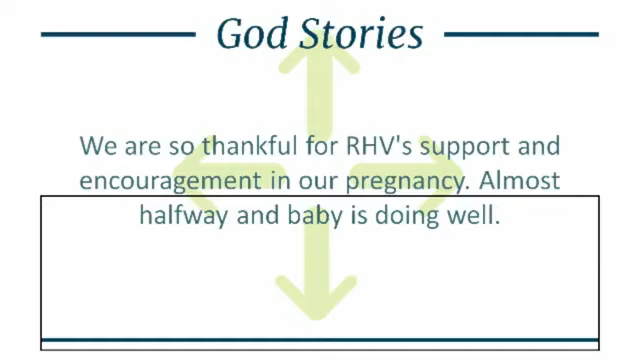 God Stories
We are so thankful for RHV's support and
encouragement in our pregnancy. Almost
halfway and baby is doing well.